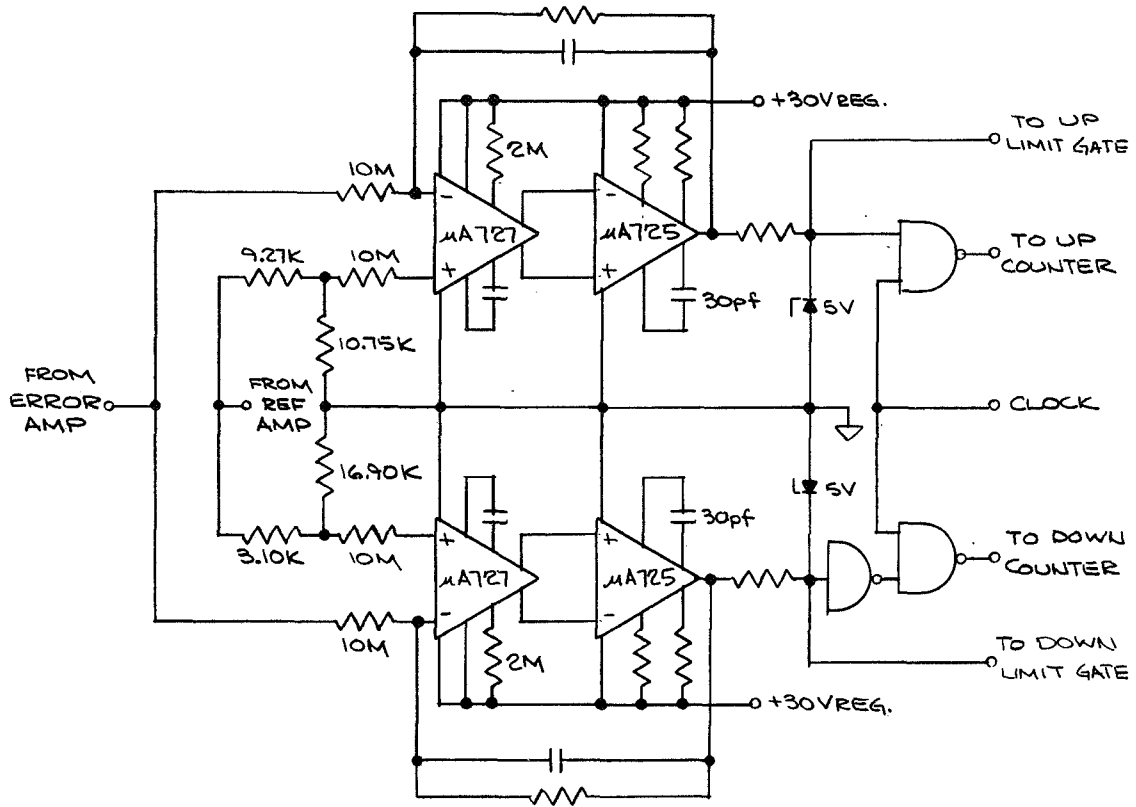 +30V REG.
TO UP
LIMIT GATE
2M
10M
-
-
μA727
μA725
TO UP
COUNTER
9.27K
10M
+
+
30pf
5V
10.75K
FROM
ERROR
AMP
FROM
REF
AMP
CLOCK
16.90K
5V
30pf
3.10K
10M
+
+
μA727
μA725
TO DOWN
COUNTER
10M
-
-
2M
TO DOWN
LIMIT GATE
+30V REG.